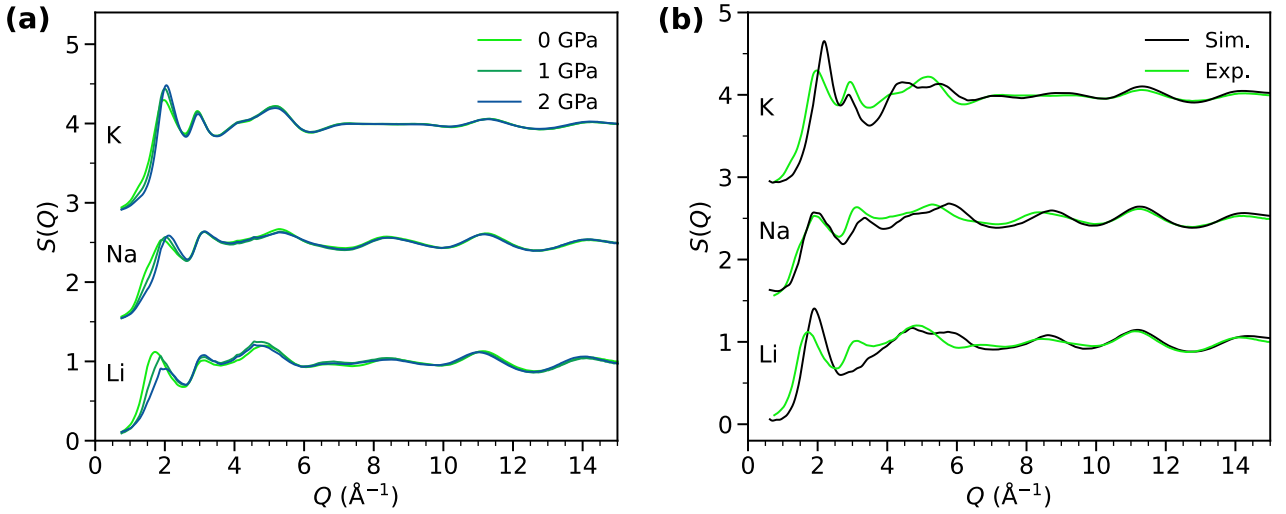 (a)
0 GPa
1 GPa
2 GPa
K
Na
Li
S(Q)
5
4
3
2
1
0
0 2 4 6 8 10 12 14
Q (Å⁻¹)
(b)
Sim.
Exp.
K
Na
Li
S(Q)
5
4
3
2
1
0
0 2 4 6 8 10 12 14
Q (Å⁻¹)